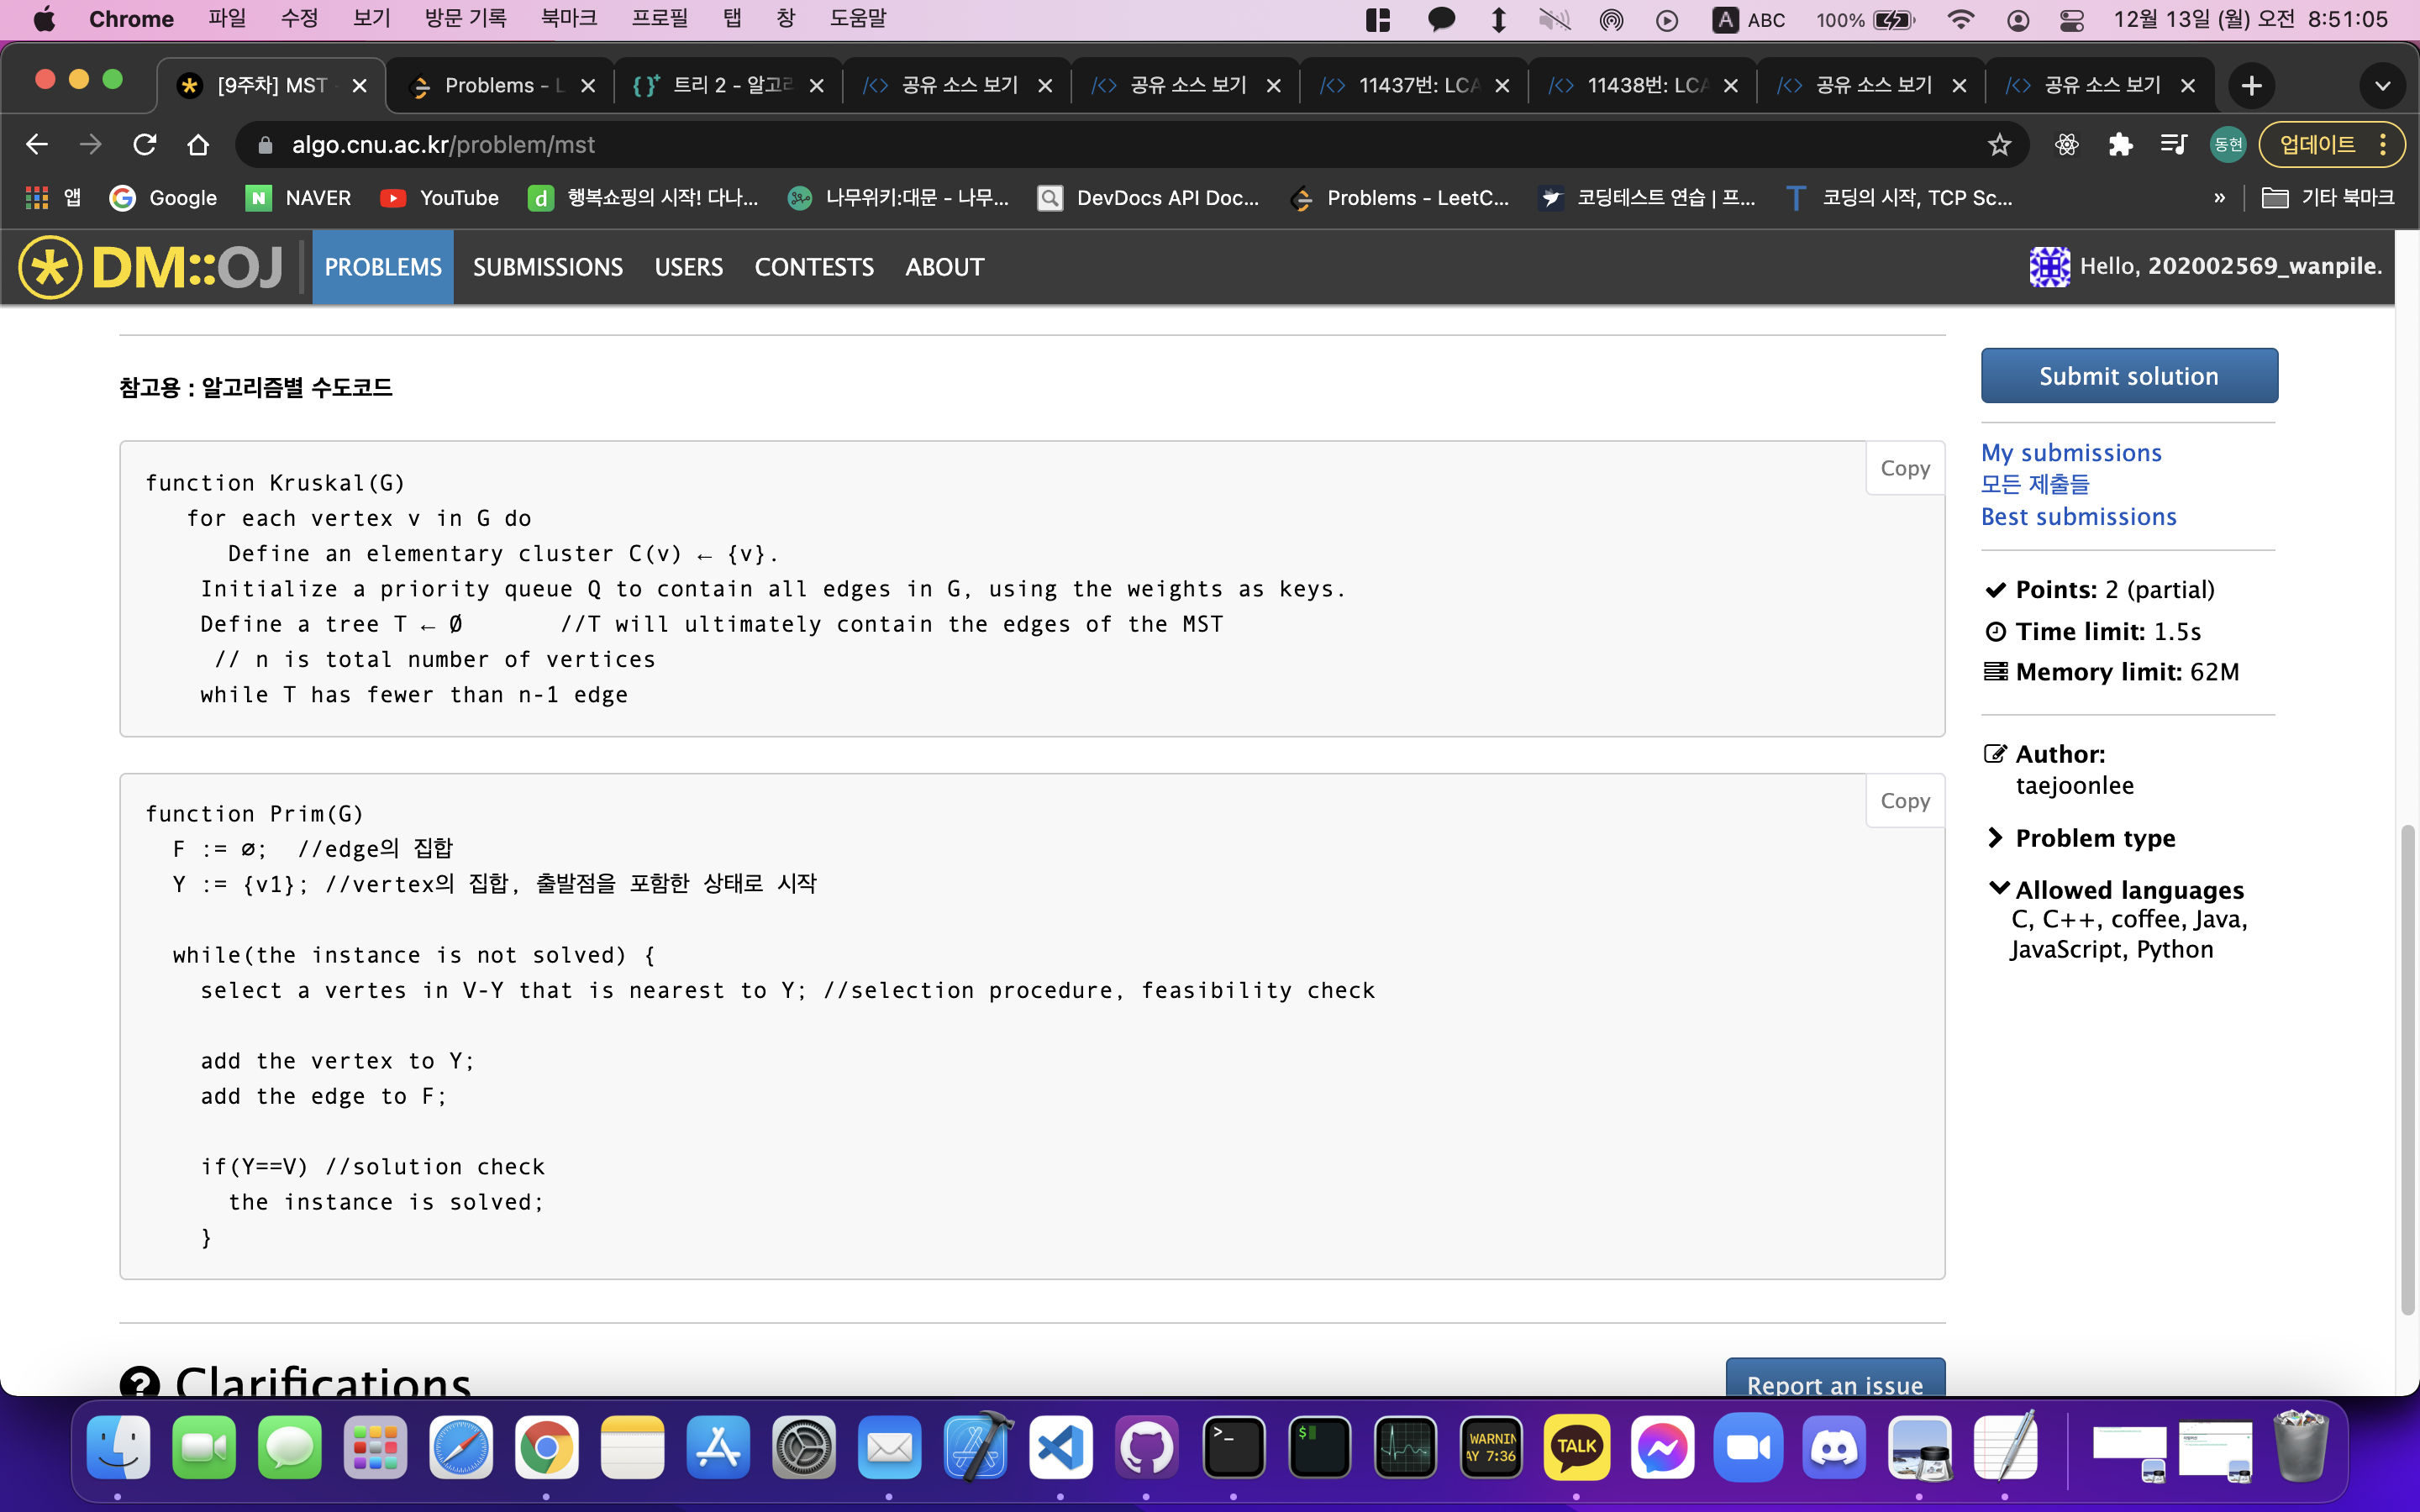 Chrome 파일 수정 보기 방문 기록 북마크 프로필 탭 창 도움말 A ABC 100% 12월 13일 (월) 오전 8:51:05
[9주차] MST Problems - L 트리 2 - 알고리 공유 소스 보기 공유 소스 보기 11437번: LCA 11438번: LCA 공유 소스 보기 공유 소스 보기
algo.cnu.ac.kr/problem/mst 동현 업데이트
앱 Google NAVER YouTube 행복쇼핑의 시작! 다나... 나무위키:대문 - 나무... DevDocs API Doc... Problems - LeetC... 코딩테스트 연습 | 프... 코딩의 시작, TCP Sc... » 기타 북마크
DM::OJ PROBLEMS SUBMISSIONS USERS CONTESTS ABOUT Hello, 202002569_wanpile.
참고용 : 알고리즘별 수도코드
Copy
function Kruskal(G)
for each vertex v in G do
Define an elementary cluster C(v) ← {v}.
Initialize a priority queue Q to contain all edges in G, using the weights as keys.
Define a tree T ← Ø //T will ultimately contain the edges of the MST
// n is total number of vertices
while T has fewer than n-1 edge
Copy
function Prim(G)
F := ∅; //edge의 집합
Y := {v1}; //vertex의 집합, 출발점을 포함한 상태로 시작
while(the instance is not solved) {
select a vertes in V-Y that is nearest to Y; //selection procedure, feasibility check
add the vertex to Y;
add the edge to F;
if(Y==V) //solution check
the instance is solved;
}
Submit solution
My submissions
모든 제출들
Best submissions
Points: 2 (partial)
Time limit: 1.5s
Memory limit: 62M
Author:
taejoonlee
Problem type
Allowed languages
C, C++, coffee, Java,
JavaScript, Python
Clarifications
Report an issue
WARNIN
AY 7:36
TALK